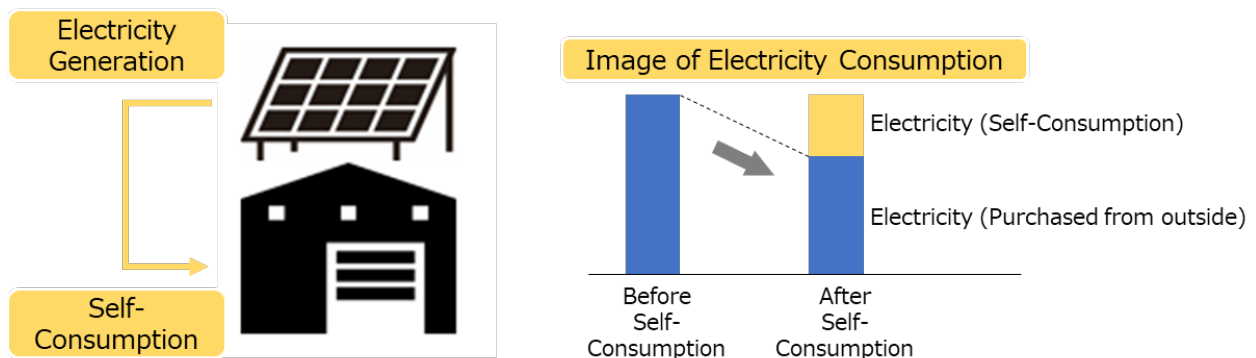 Electricity
Generation
Self-
Consumption
Image of Electricity Consumption
Electricity (Self-Consumption)
Electricity (Purchased from outside)
Before
Self-
Consumption
After
Self-
Consumption